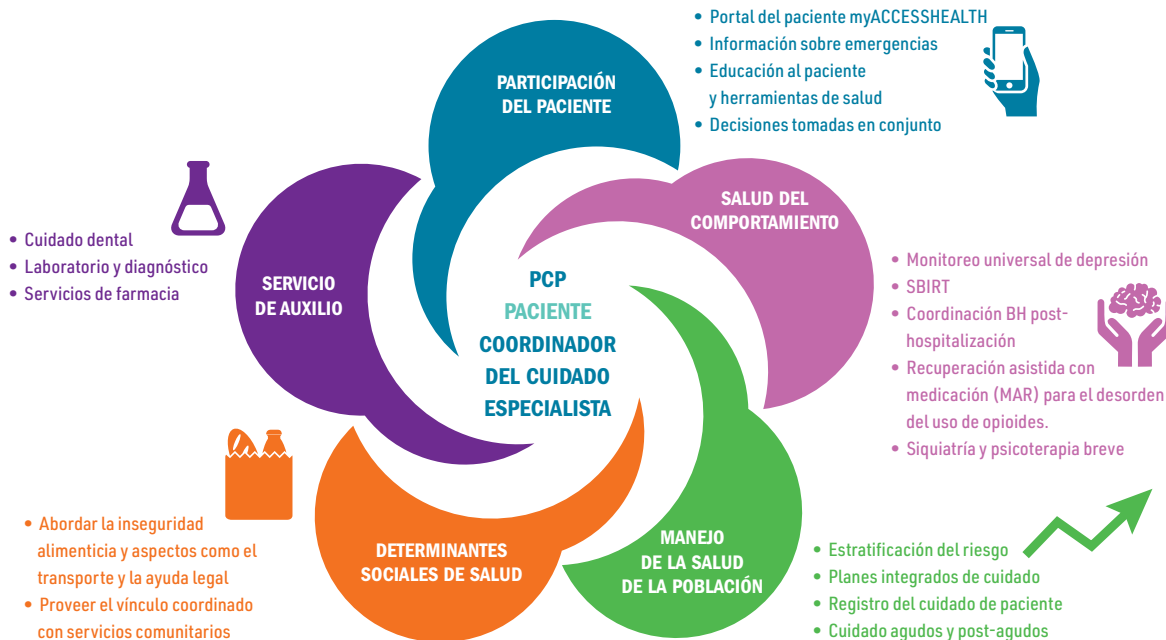 • Portal del paciente myACCESSHEALTH
• Información sobre emergencias
• Educación al paciente
y herramientas de salud
• Decisiones tomadas en conjunto
PARTICIPACIÓN
DEL PACIENTE
SALUD DEL
COMPORTAMIENTO
• Cuidado dental
• Laboratorio y diagnóstico
• Servicios de farmacia
SERVICIO
DE AUXILIO
PCP
PACIENTE
COORDINADOR
DEL CUIDADO
ESPECIALISTA
• Monitoreo universal de depresión
• SBIRT
• Coordinación BH post-
hospitalización
• Recuperación asistida con
medicación (MAR) para el desorden
del uso de opioides.
• Siquiatría y psicoterapia breve
• Abordar la inseguridad
alimenticia y aspectos como el
transporte y la ayuda legal
• Proveer el vínculo coordinado
con servicios comunitarios
DETERMINANTES
SOCIALES DE SALUD
MANEJO
DE LA SALUD
DE LA POBLACIÓN
• Estratificación del riesgo
• Planes integrados de cuidado
• Registro del cuidado de paciente
• Cuidado agudos y post-agudos